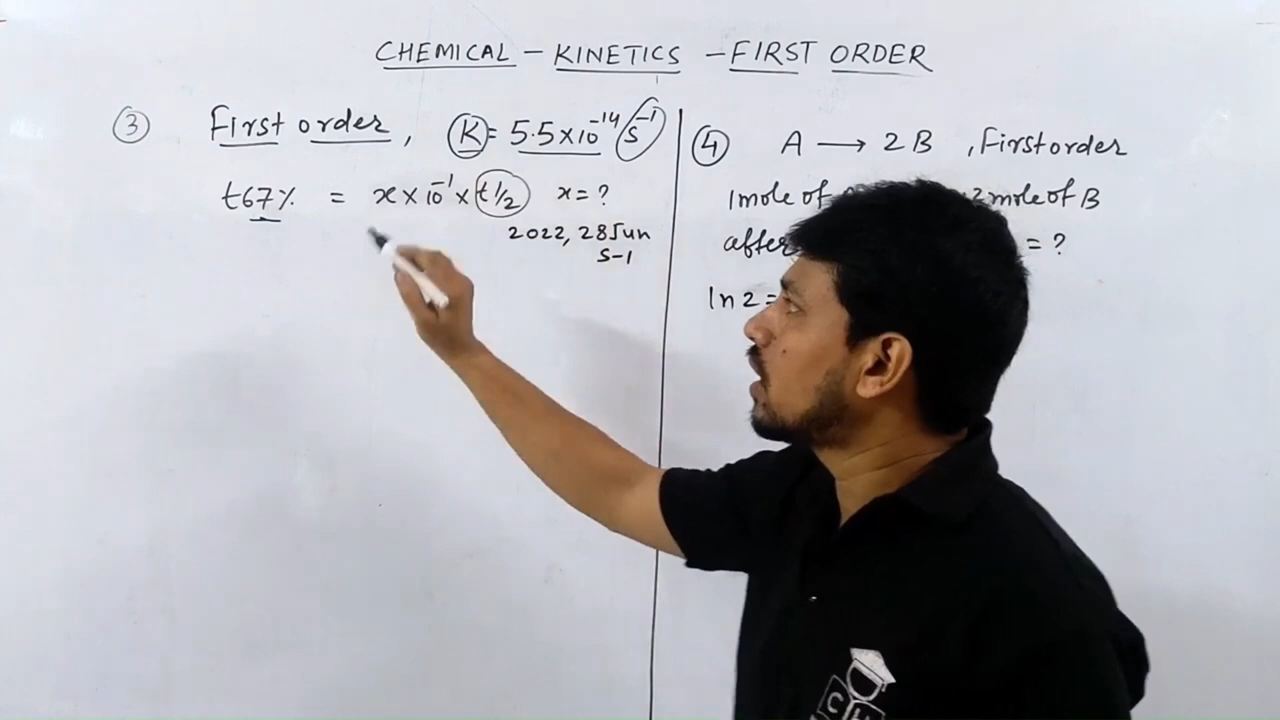 CHEMICAL - KINETICS - FIRST ORDER
③ First order, K = 5.5×10⁻¹⁴ s⁻¹
t67% = x × 10⁻¹ × t1/2 x = ?
2022, 28 Jun
S-1
④ A → 2B, First order
1 mole of 2 mole of B
after = ?
ln 2 =
C H